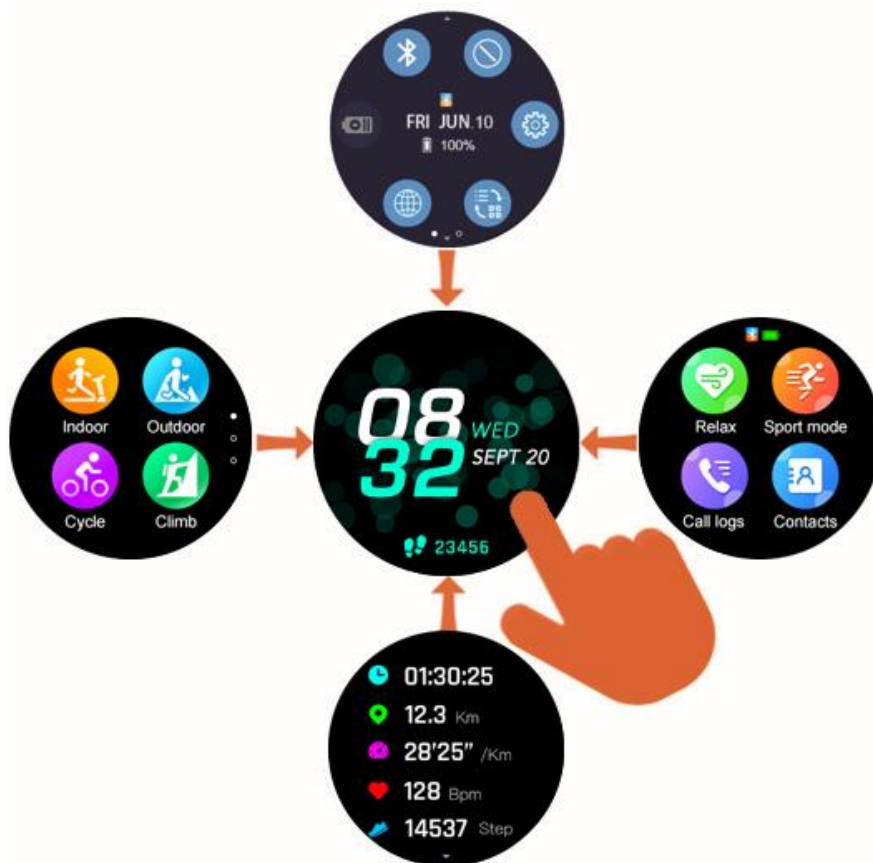 FRI JUN.10
100%
Indoor Outdoor
Cycle Climb
08
32
WED
SEPT 20
23456
Relax Sport mode
Call logs Contacts
01:30:25
12.3 Km
28'25" /Km
128 Bpm
14537 Step